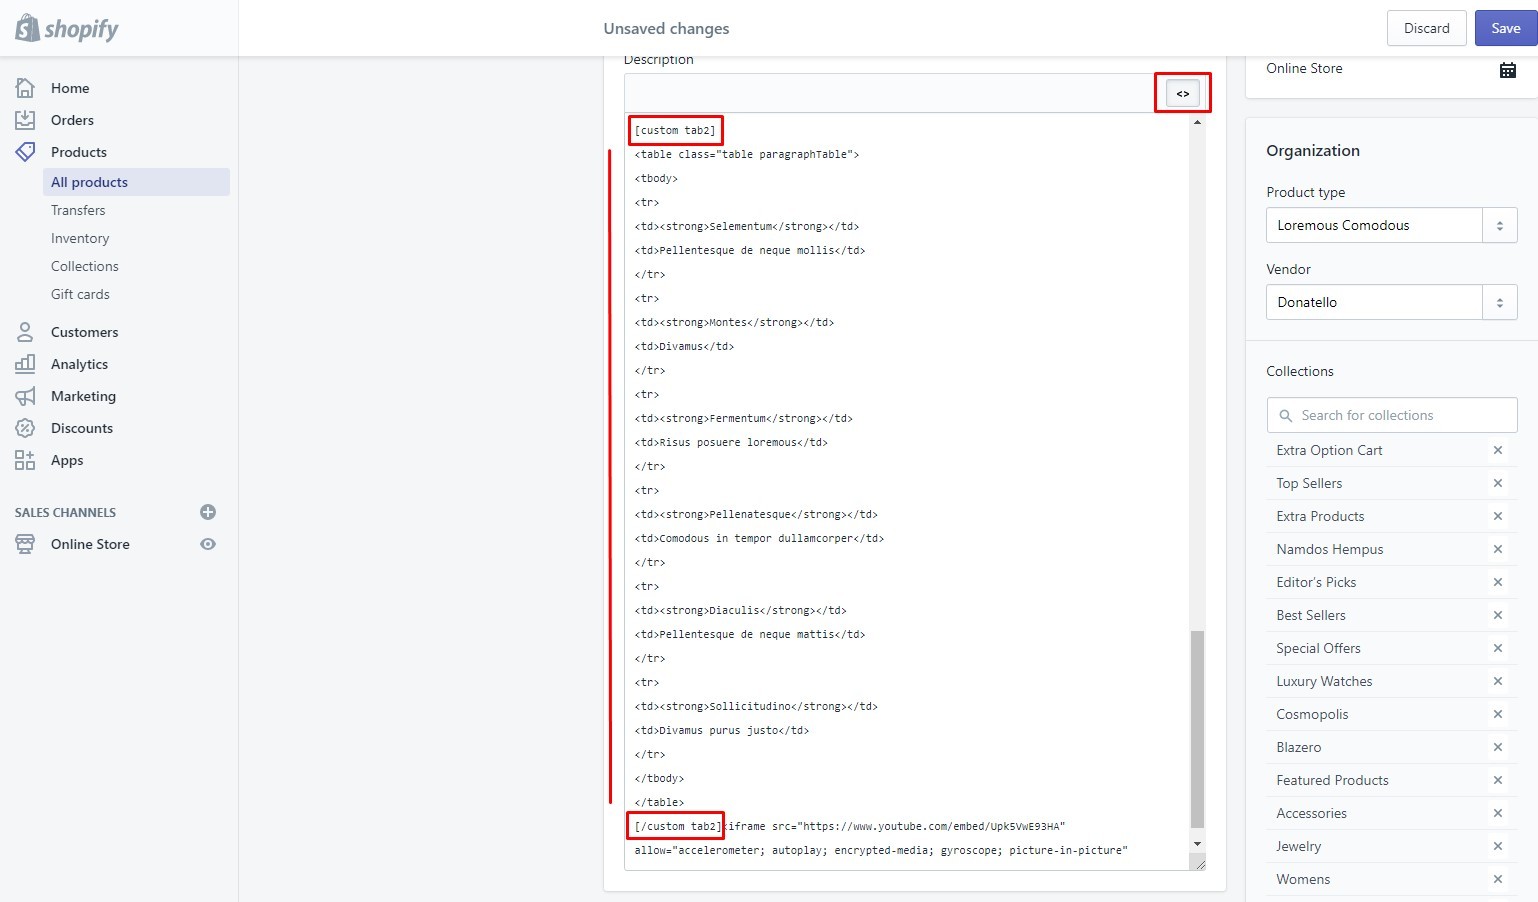 shopify
Unsaved changes
Discard
Save
Home
Orders
Products
All products
Transfers
Inventory
Collections
Gift cards
Customers
Analytics
Marketing
Discounts
Apps
SALES CHANNELS
Online Store
Description
<>
[custom tab2]
<table class="table paragraphTable">
<tbody>
<tr>
<td><strong>Selementum</strong></td>
<td>Pellentesque de neque mollis</td>
</tr>
<tr>
<td><strong>Montes</strong></td>
<td>Divamus</td>
</tr>
<tr>
<td><strong>Fermentum</strong></td>
<td>Risus posuere loremous</td>
</tr>
<tr>
<td><strong>Pellenatesque</strong></td>
<td>Comodous in tempor dullamcorper</td>
</tr>
<tr>
<td><strong>Diaculis</strong></td>
<td>Pellentesque de neque mattis</td>
</tr>
<tr>
<td><strong>Sollicitudino</strong></td>
<td>Divamus purus justo</td>
</tr>
</tbody>
</table>
[/custom tab2]<iframe src="https://www.youtube.com/embed/Upk5VwE93HA"
allow="accelerometer; autoplay; encrypted-media; gyroscope; picture-in-picture"
Online Store
Organization
Product type
Loremous Comodous
Vendor
Donatello
Collections
Search for collections
Extra Option Cart
Top Sellers
Extra Products
Namdos Hempus
Editor's Picks
Best Sellers
Special Offers
Luxury Watches
Cosmopolis
Blazero
Featured Products
Accessories
Jewelry
Womens